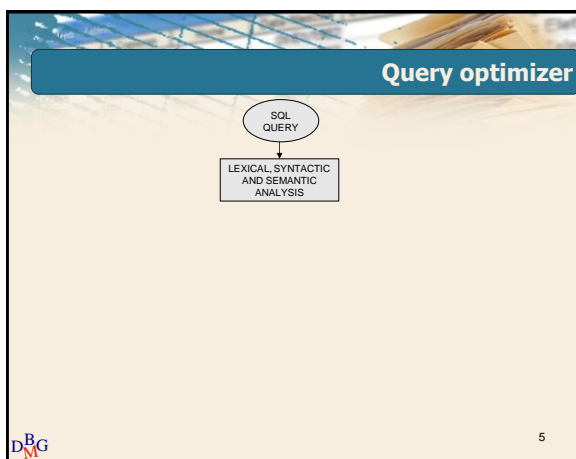 Query optimizer
SQL
QUERY
LEXICAL, SYNTACTIC
AND SEMANTIC
ANALYSIS
DBMG
5